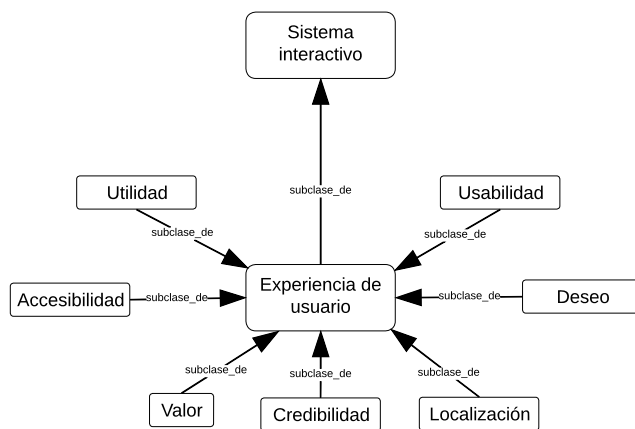 Sistema
interactivo
subclase_de
Utilidad
Usabilidad
subclase_de
subclase_de
Experiencia de
usuario
Accesibilidad
subclase_de
subclase_de
Deseo
subclase_de
subclase_de
subclase_de
Valor
Credibilidad
Localización